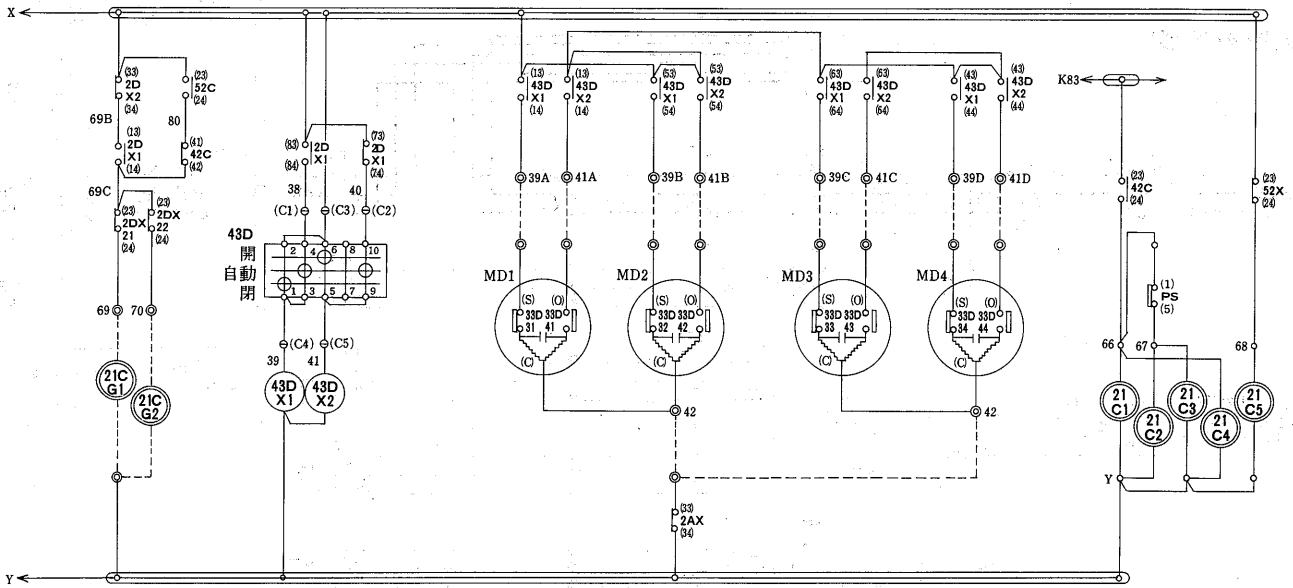 X
(33)
2D
X2
(34)
(23)
52C
(24)
69B
80
(13)
2D
X1
(14)
(41)
42C
(42)
69C
(23)
2DX
21
(24)
(23)
2DX
22
(24)
69
70
21C
G1
21C
G2
(83)
2D
X1
(84)
(73)
2D
X1
(74)
38
40
(C1)
(C3)
(C2)
43D
開
自動
閉
2
4
6
8
10
1
3
5
7
9
(C4)
(C5)
39
41
43D
X1
43D
X2
(13)
43D
X1
(14)
(13)
43D
X2
(14)
(53)
43D
X1
(54)
(53)
43D
X2
(54)
(63)
43D
X1
(64)
(63)
43D
X2
(64)
(43)
43D
X1
(44)
(43)
43D
X2
(44)
39A
41A
39B
41B
39C
41C
39D
41D
MD1
(S)
(O)
33D
31
33D
41
(C)
MD2
(S)
(O)
33D
32
33D
42
(C)
MD3
(S)
(O)
33D
33
33D
43
(C)
MD4
(S)
(O)
33D
34
33D
44
(C)
42
42
(33)
2AX
(34)
K83
(23)
42C
(24)
(23)
52X
(24)
(1)
PS
(5)
66
67
68
21
C1
21
C2
21
C3
21
C4
21
C5
Y
Y